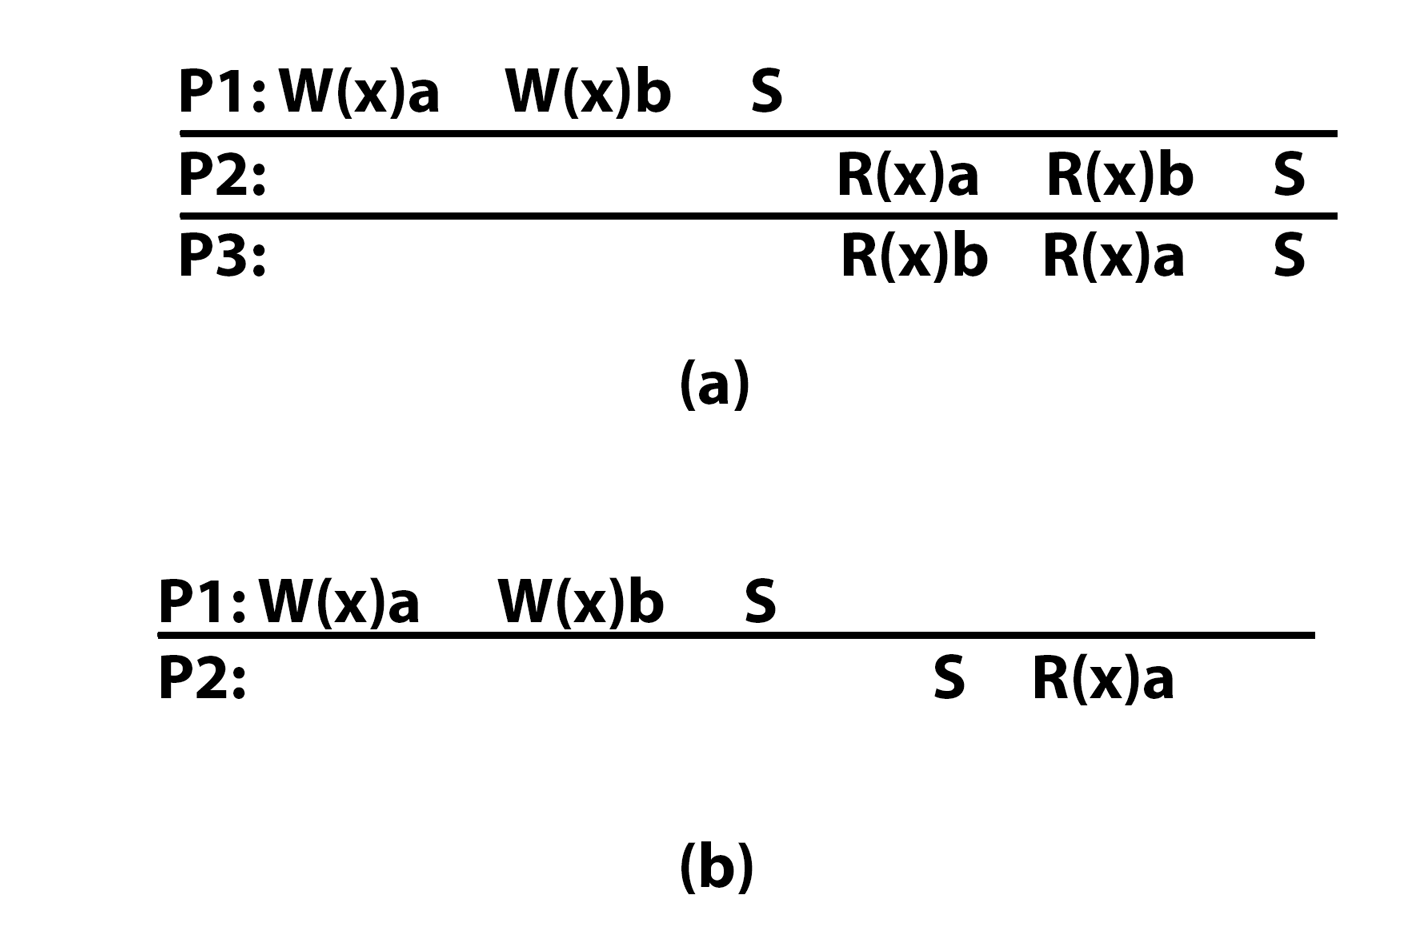 P1: W(x)a W(x)b S
P2: R(x)a R(x)b S
P3: R(x)b R(x)a S
(a)
P1: W(x)a W(x)b S
P2: S R(x)a
(b)